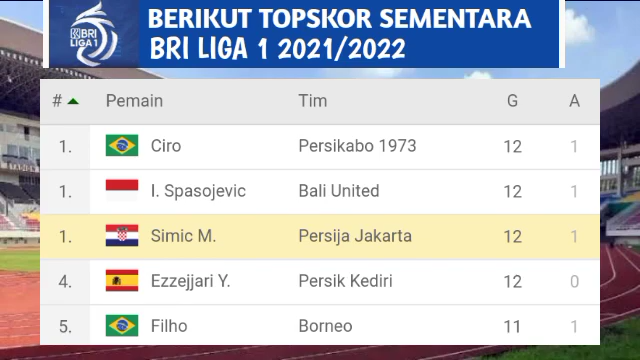 BERIKUT TOPSKOR SEMENTARA
BRI LIGA 1 2021/2022
BRI
LIGA 1
# Pemain Tim G A
1. Ciro Persikabo 1973 12 1
1. I. Spasojevic Bali United 12 1
1. Simic M. Persija Jakarta 12 1
4. Ezzejjari Y. Persik Kediri 12 0
5. Filho Borneo 11 1